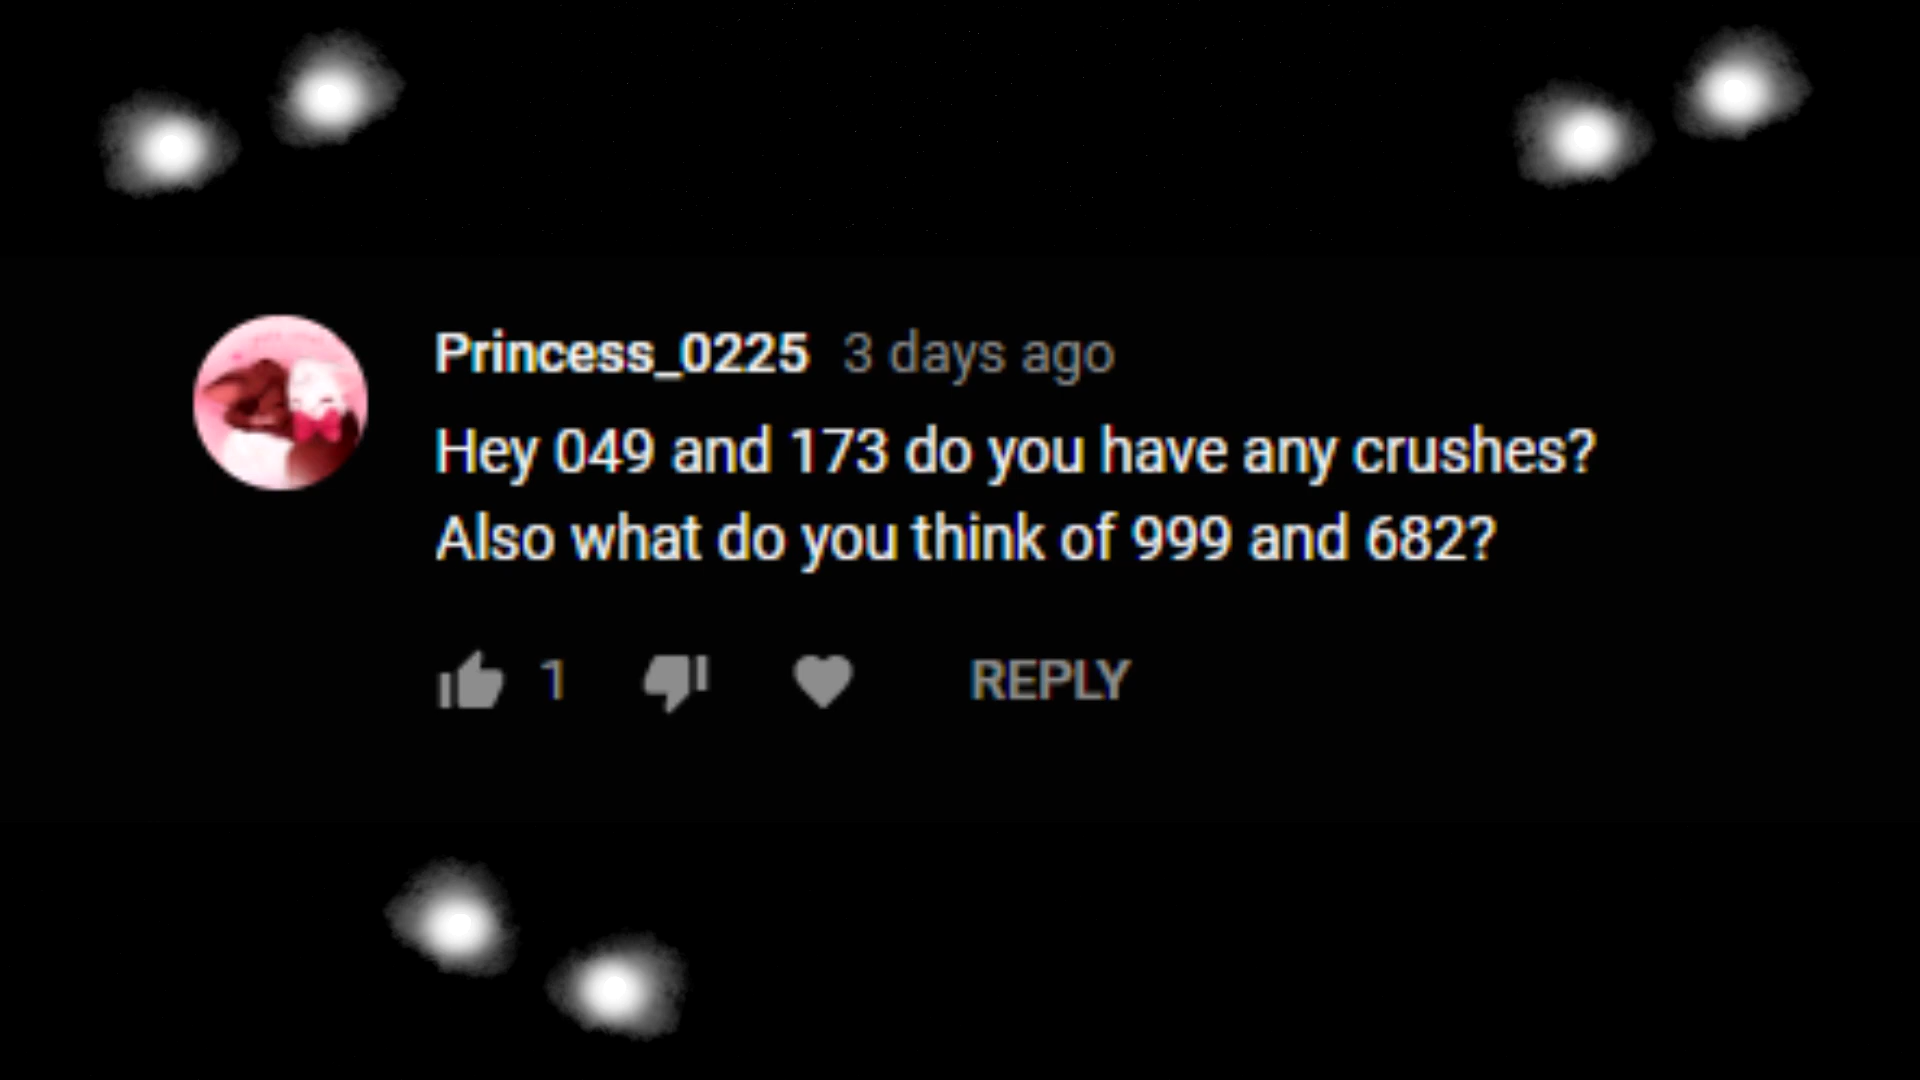 Princess_0225 3 days ago
Hey 049 and 173 do you have any crushes?
Also what do you think of 999 and 682?
1 REPLY